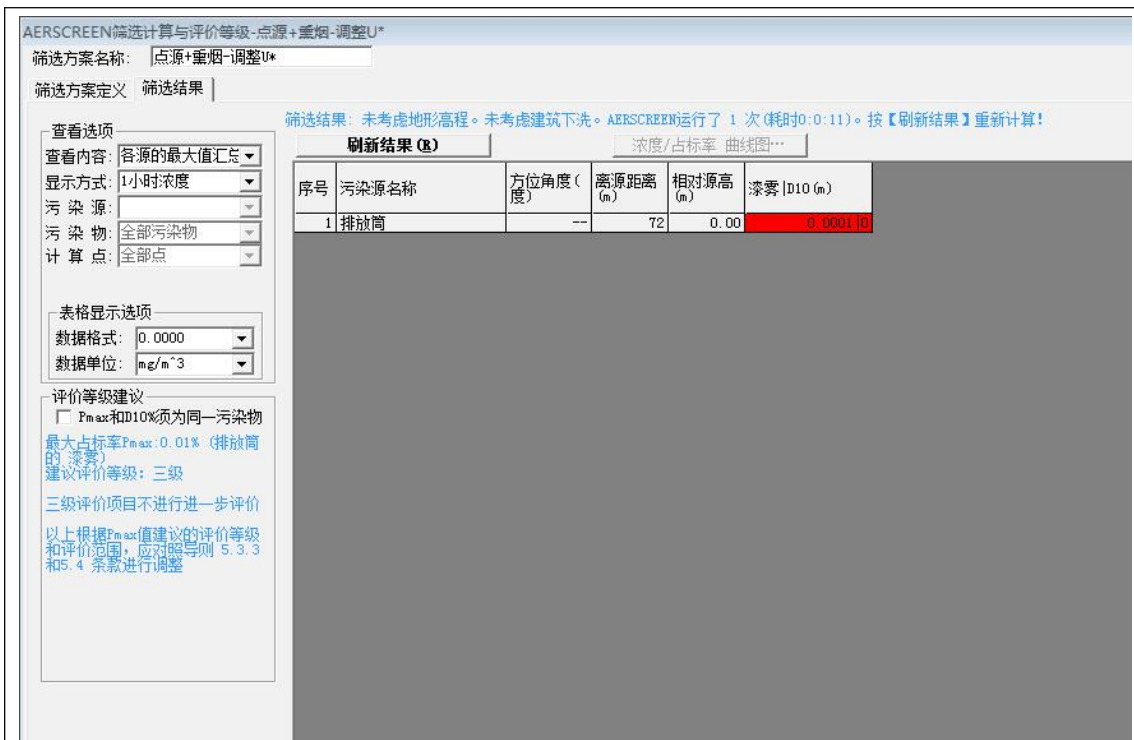 AERSCREEN筛选计算与评价等级-点源+重烟-调整U*
筛选方案名称: 点源+重烟-调整U*
筛选方案定义 筛选结果
筛选结果: 未考虑地形高程。未考虑建筑下洗。AERSCREEN运行了 1 次(耗时0:0:11)。按【刷新结果】重新计算!
查看选项
查看内容: 各源的最大值汇总
显示方式: 1小时浓度
污 染 源:
污 染 物: 全部污染物
计 算 点: 全部点
表格显示选项
数据格式: 0.0000
数据单位: mg/m^3
评价等级建议
Pmax和D10%须为同一污染物
最大占标率Pmax:0.01% (排放筒
的 漆雾)
建议评价等级: 三级
三级评价项目不进行进一步评价
以上根据Pmax值建议的评价等级
和评价范围,应对照导则 5.3.3
和5.4 条款进行调整
刷新结果(R) 浓度/占标率 曲线图…
序号 污染源名称 方位角度(度) 离源距离(m) 相对源高(m) 漆雾|D10(m)
1 排放筒 -- 72 0.00 0.0001|0